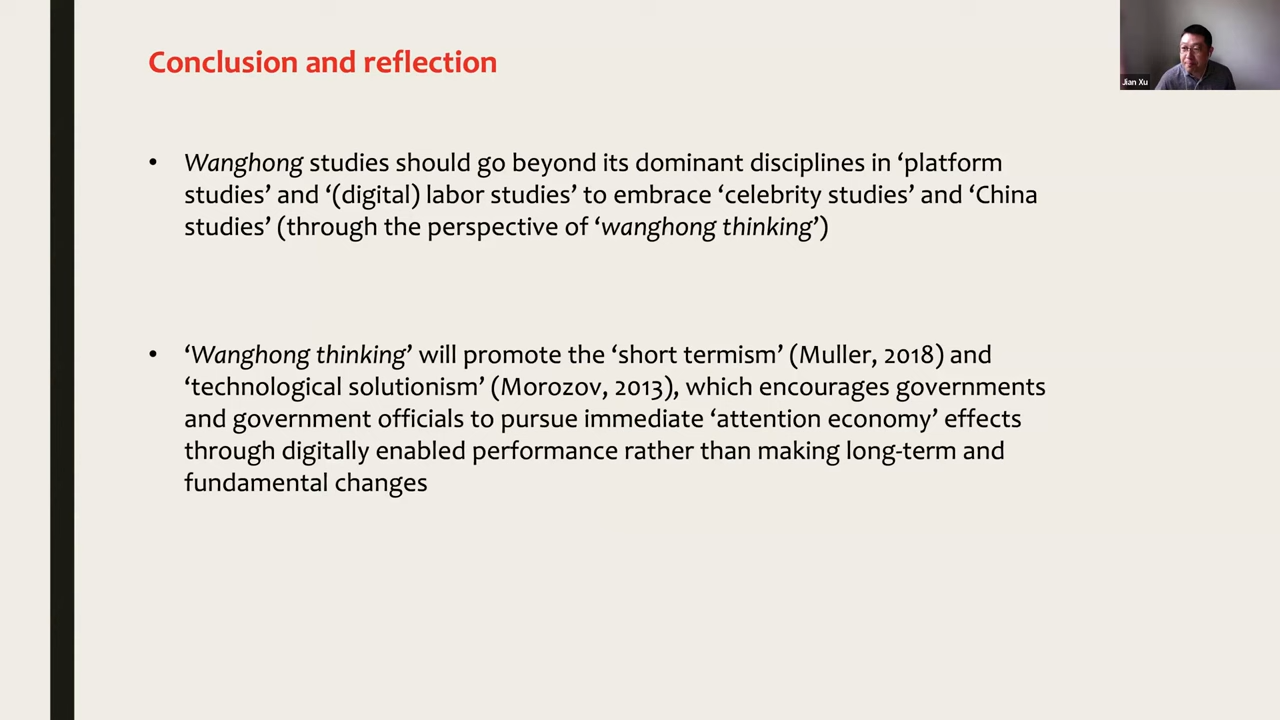 Conclusion and reflection
Jian Xu
• Wanghong studies should go beyond its dominant disciplines in ‘platform
studies’ and ‘(digital) labor studies’ to embrace ‘celebrity studies’ and ‘China
studies’ (through the perspective of ‘wanghong thinking’)
• ‘Wanghong thinking’ will promote the ‘short termism’ (Muller, 2018) and
‘technological solutionism’ (Morozov, 2013), which encourages governments
and government officials to pursue immediate ‘attention economy’ effects
through digitally enabled performance rather than making long-term and
fundamental changes